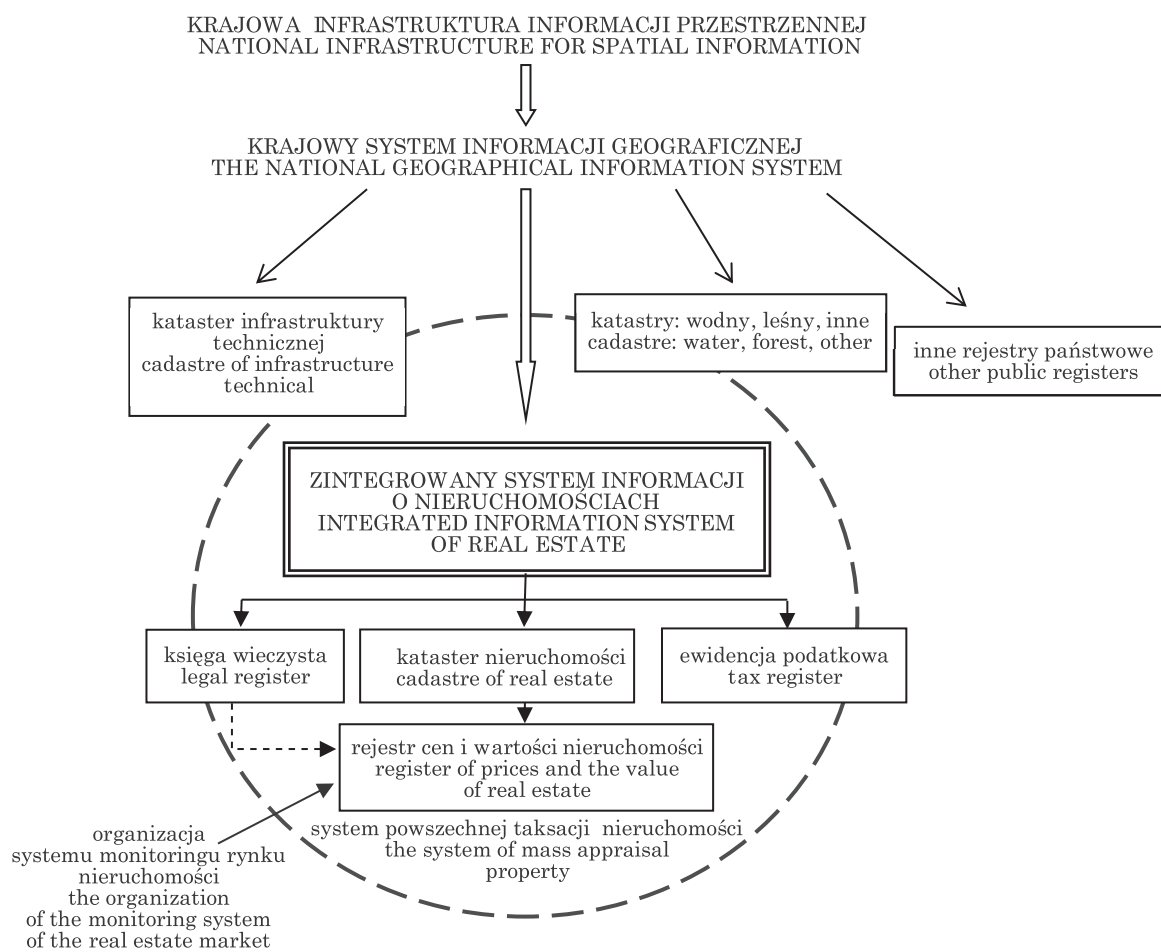 KRAJOWA INFRASTRUKTURA INFORMACJI PRZESTRZENNEJ
NATIONAL INFRASTRUCTURE FOR SPATIAL INFORMATION
KRAJOWY SYSTEM INFORMACJI GEOGRAFICZNEJ
THE NATIONAL GEOGRAPHICAL INFORMATION SYSTEM
kataster infrastruktury
technicznej
cadastre of infrastructure
technical
katastry: wodny, leśny, inne
cadastre: water, forest, other
inne rejestry państwowe
other public registers
ZINTEGROWANY SYSTEM INFORMACJI
O NIERUCHOMOŚCIACH
INTEGRATED INFORMATION SYSTEM
OF REAL ESTATE
księga wieczysta
legal register
kataster nieruchomości
cadastre of real estate
ewidencja podatkowa
tax register
rejestr cen i wartości nieruchomości
register of prices and the value
of real estate
system powszechnej taksacji nieruchomości
the system of mass appraisal
property
organizacja
systemu monitoringu rynku
nieruchomości
the organization
of the monitoring system
of the real estate market